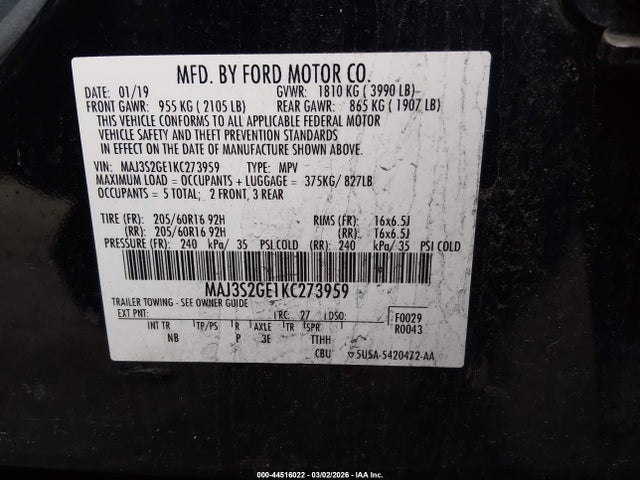 MFD. BY FORD MOTOR CO.
DATE: 01/19 GVWR: 1810 KG ( 3990 LB)
FRONT GAWR: 955 KG ( 2105 LB) REAR GAWR: 865 KG ( 1907 LB)
THIS VEHICLE CONFORMS TO ALL APPLICABLE FEDERAL MOTOR
VEHICLE SAFETY AND THEFT PREVENTION STANDARDS
IN EFFECT ON THE DATE OF MANUFACTURE SHOWN ABOVE.
VIN: MAJ3S2GE1KC273959 TYPE: MPV
MAXIMUM LOAD = OCCUPANTS + LUGGAGE = 375KG/ 827LB
OCCUPANTS = 5 TOTAL; 2 FRONT, 3 REAR
TIRE (FR): 205/60R16 92H RIMS (FR): 16x6.5J
(RR): 205/60R16 92H (RR): 16x6.5J
PRESSURE (FR): 240 kPa/ 35 PSI COLD (RR): 240 kPa/ 35 PSI COLD
MAJ3S2GE1KC273959
TRAILER TOWING - SEE OWNER GUIDE
EXT PNT: RC: 27 DSO: F0029
INT TR TP/PS R AXLE TR SPR R0043
NB P 3E TTHH
CBU 5U5A-5420472-AA
000-44516022 - 03/02/2026 - IAA Inc.